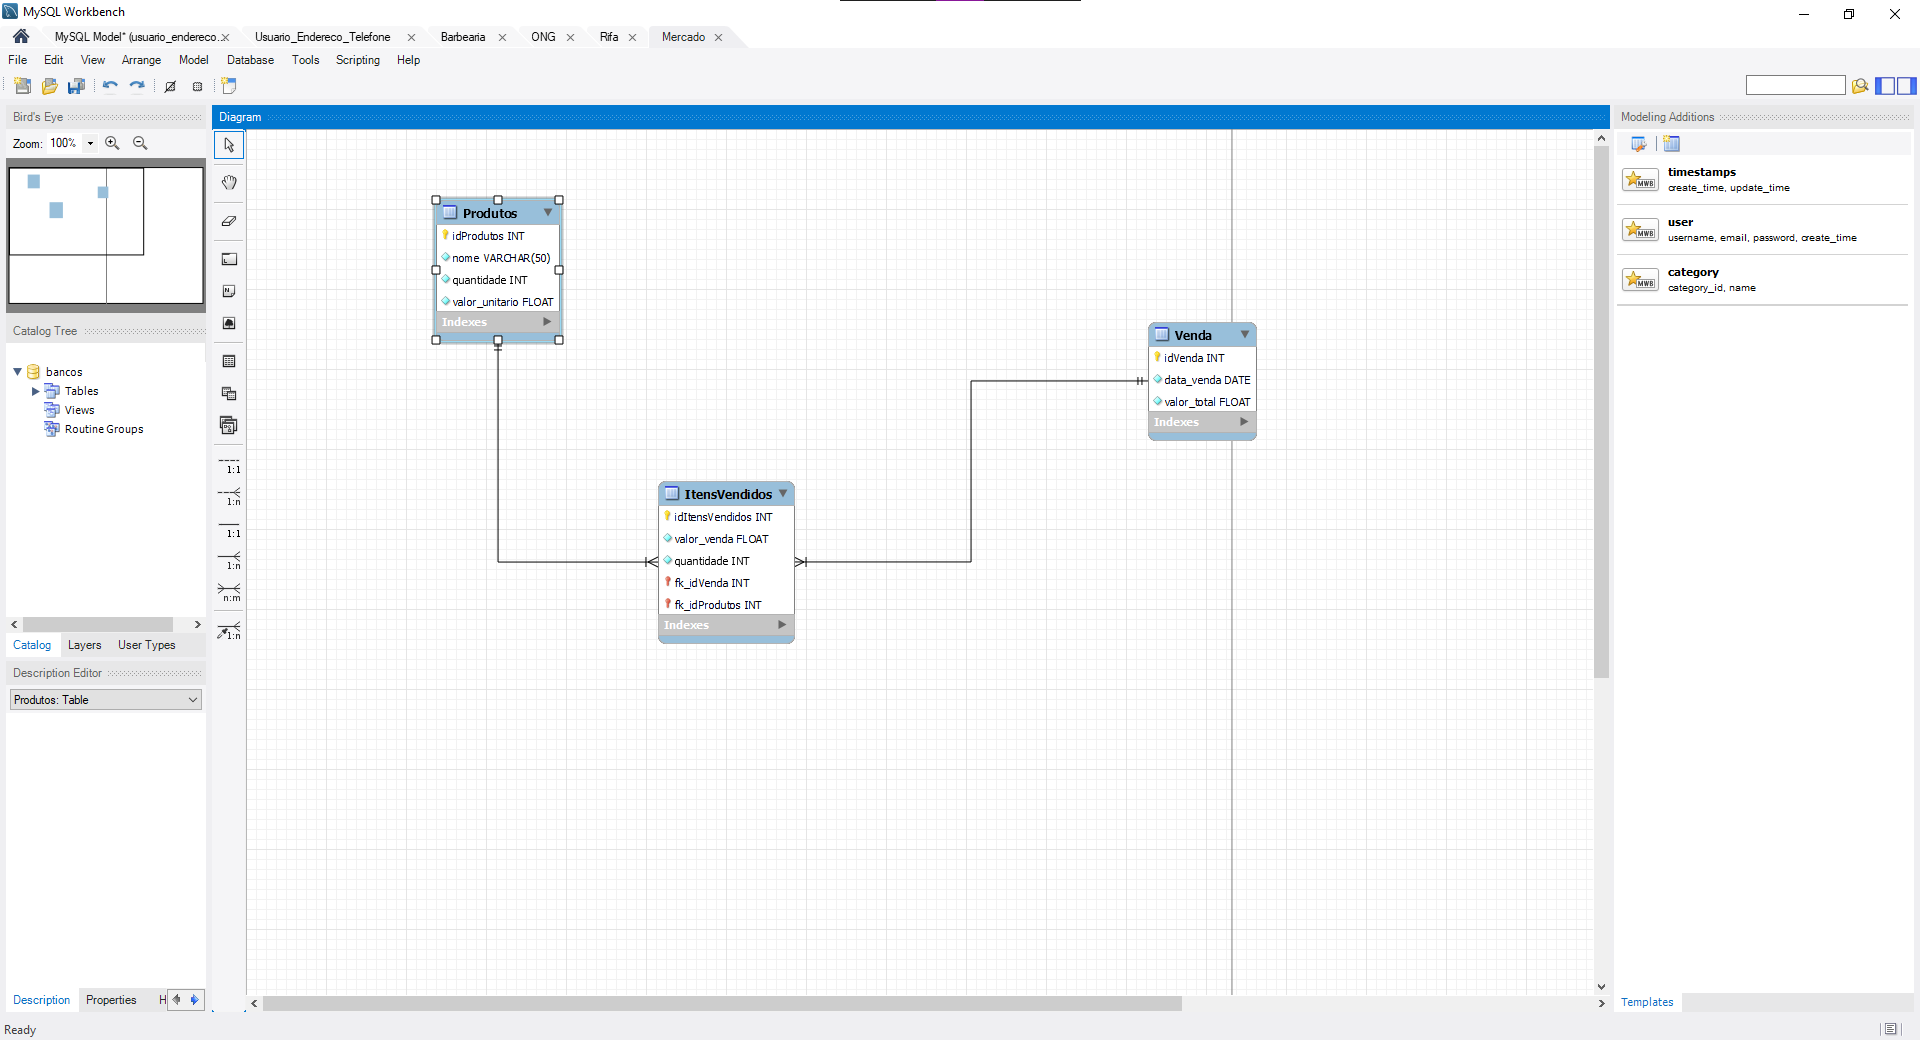 MySQL Workbench
MySQL Model* (usuario_endereco...
Usuario_Endereco_Telefone
Barbearia
ONG
Rifa
Mercado
File Edit View Arrange Model Database Tools Scripting Help
Bird's Eye
Zoom: 100%
Catalog Tree
bancos
Tables
Views
Routine Groups
Catalog Layers User Types
Description Editor
Produtos: Table
Description Properties H
Ready
Diagram
1:1
1:n
1:1
1:n
n:m
1:n
Produtos
idProdutos INT
nome VARCHAR(50)
quantidade INT
valor_unitario FLOAT
Indexes
ItensVendidos
idItensVendidos INT
valor_venda FLOAT
quantidade INT
fk_idVenda INT
fk_idProdutos INT
Indexes
Venda
idVenda INT
data_venda DATE
valor_total FLOAT
Indexes
Modeling Additions
MWB
timestamps
create_time, update_time
MWB
user
username, email, password, create_time
MWB
category
category_id, name
Templates